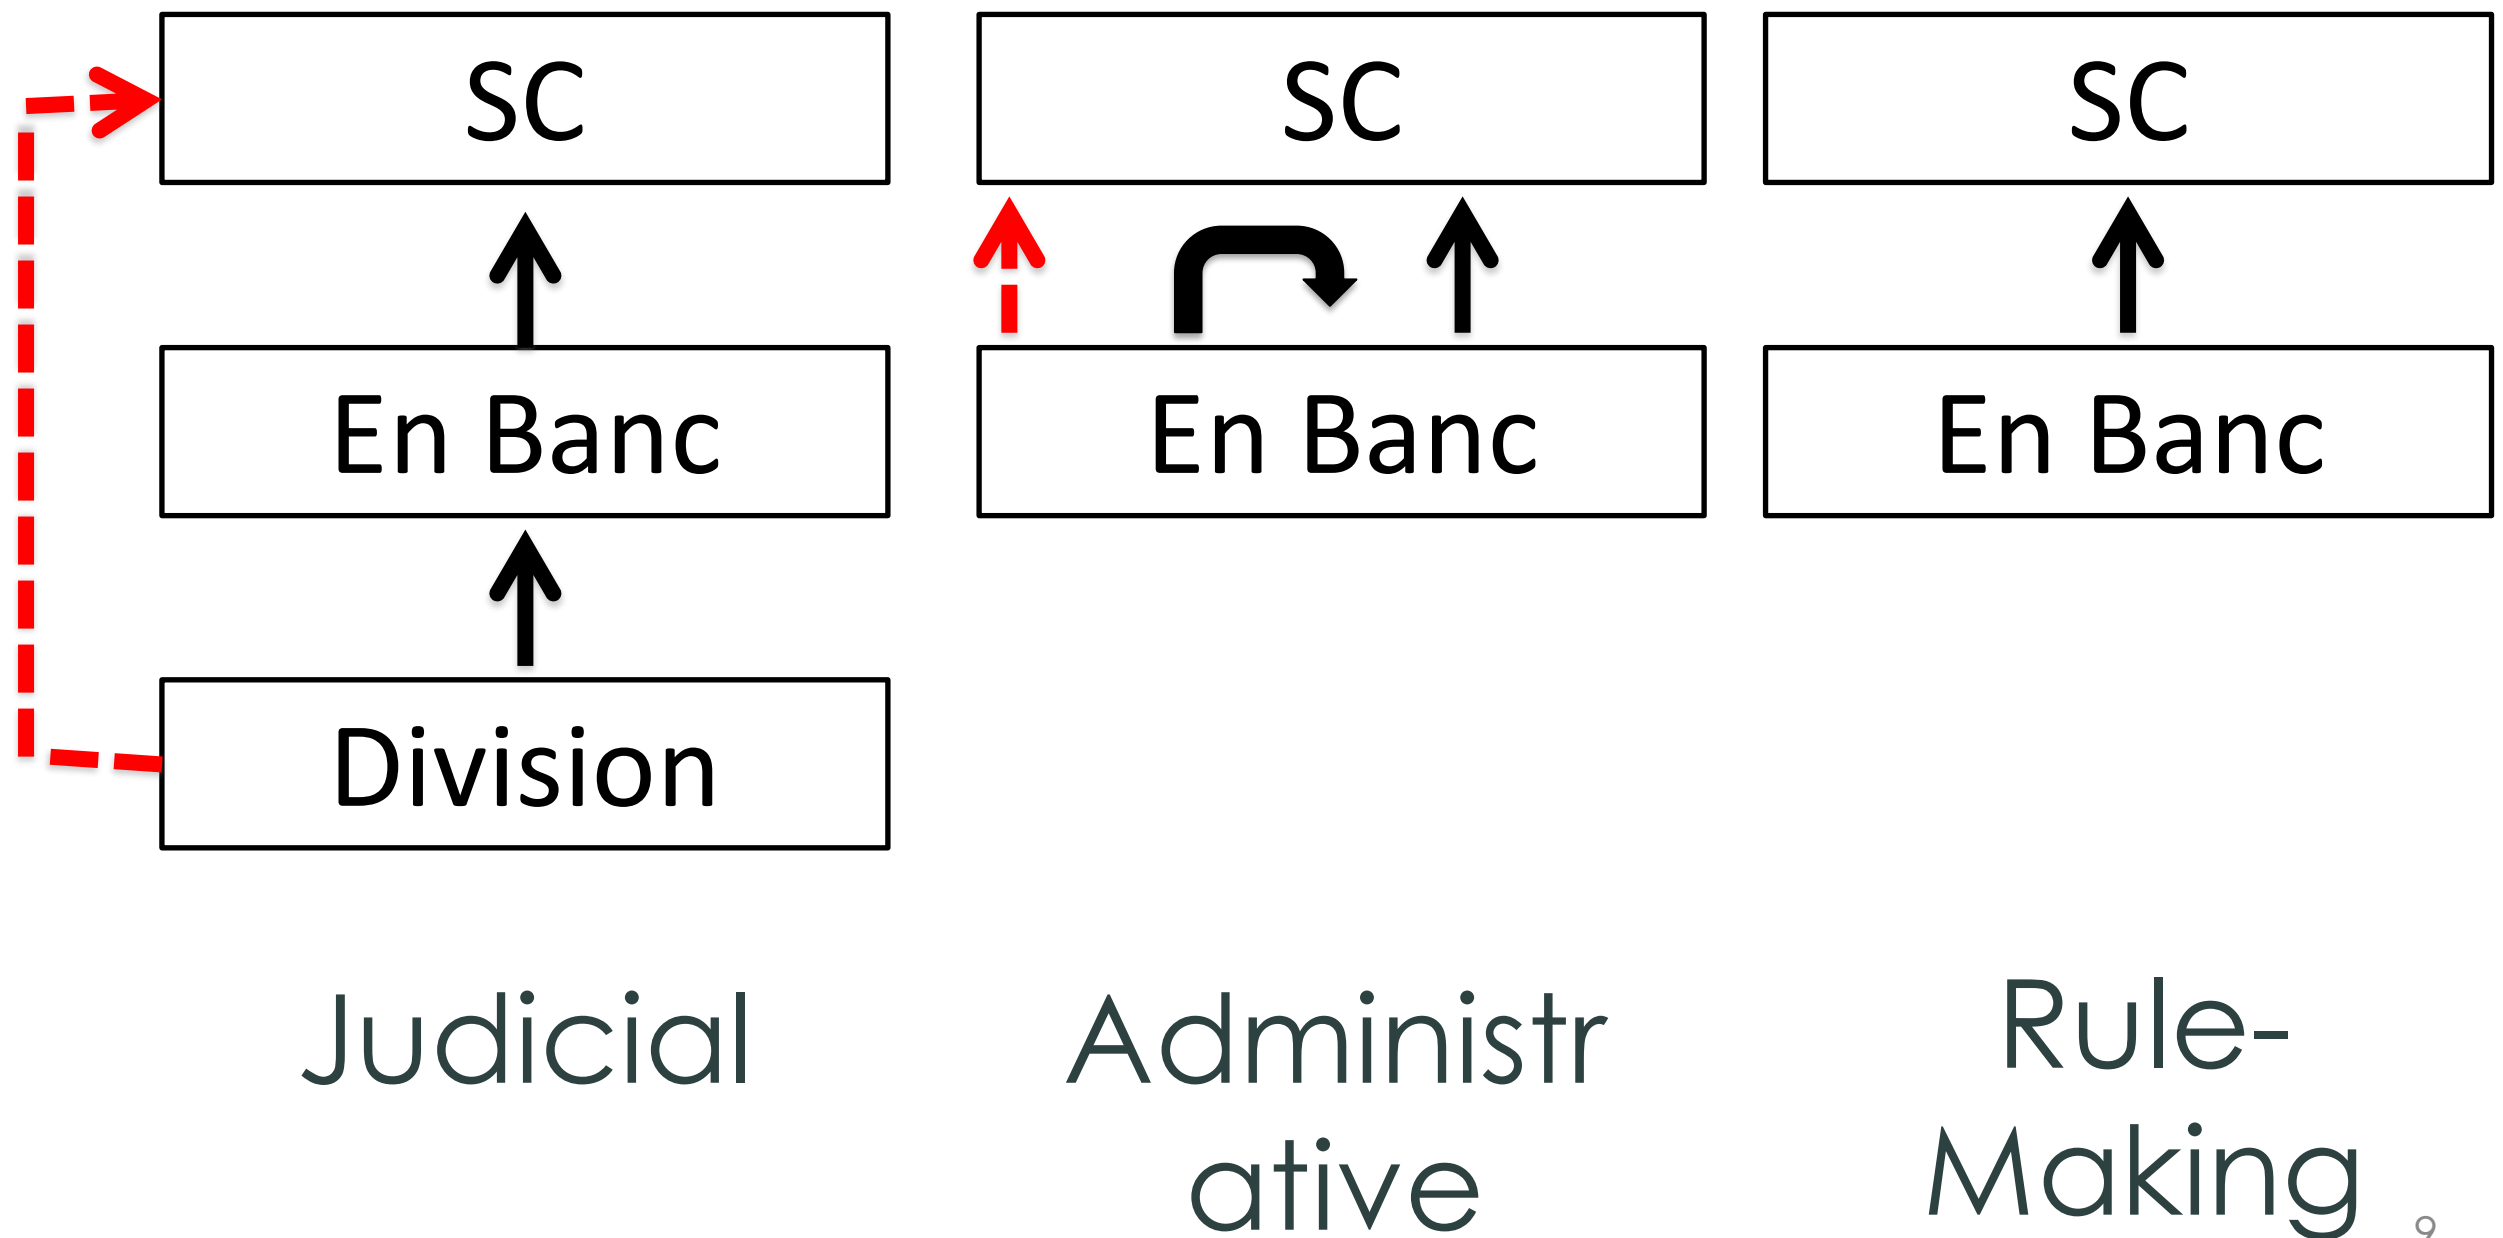 SC
SC
SC
En Banc
En Banc
En Banc
Division
Judicial
Administr
ative
Rule-
Making
9